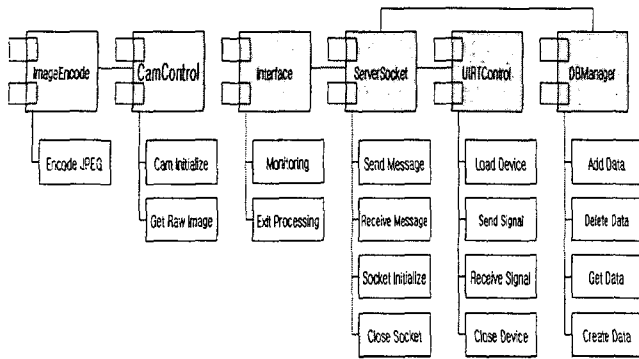 ImageEncode
CamControl
Interface
ServerSocket
UIRTControl
DBManager
Encode JPEG
Cam Initialize
Monitoring
Send Message
Load Device
Add Data
Get Raw Image
Exit Processing
Receive Message
Send Signal
Delete Data
Socket Initialize
Receive Signal
Get Data
Close Socket
Close Device
Create Data